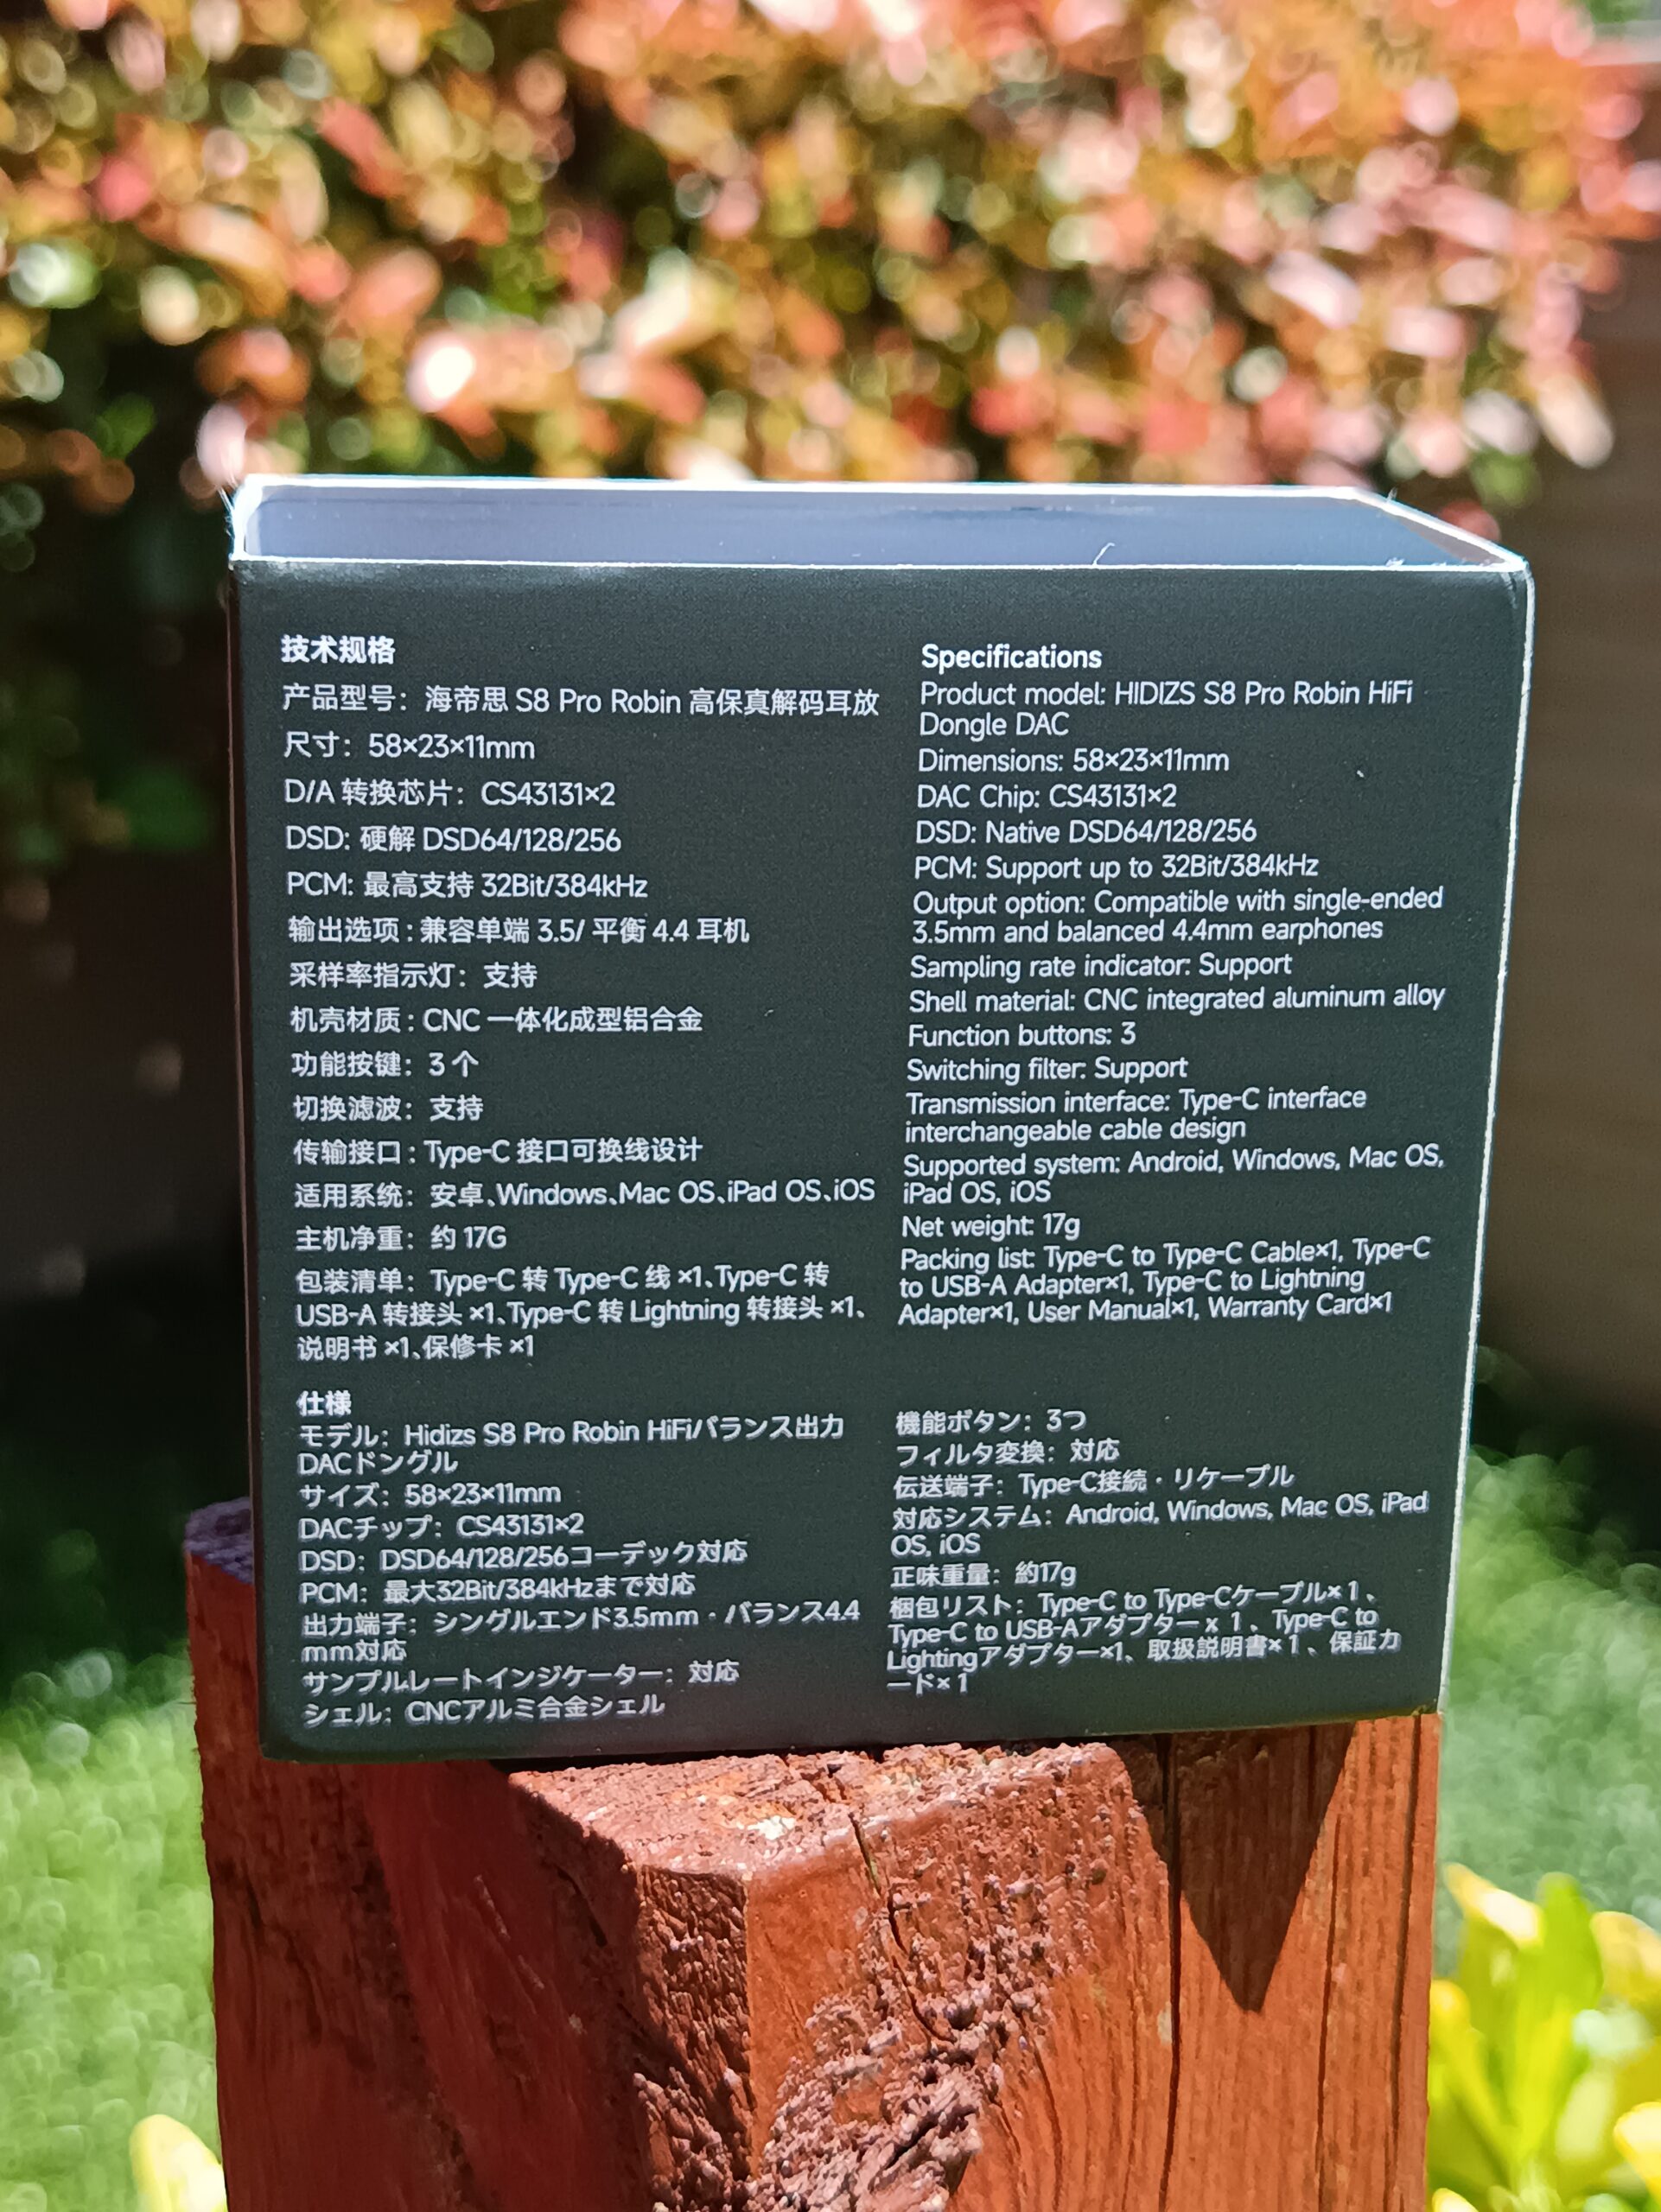 技术规格
产品型号：海帝思 S8 Pro Robin 高保真解码耳放
尺寸：58×23×11mm
D/A 转换芯片：CS43131×2
DSD: 硬解 DSD64/128/256
PCM: 最高支持 32Bit/384kHz
输出选项：兼容单端 3.5/ 平衡 4.4 耳机
采样率指示灯：支持
机壳材质：CNC 一体化成型铝合金
功能按键：3 个
切换滤波：支持
传输接口：Type-C 接口可换线设计
适用系统：安卓、Windows、Mac OS、iPad OS、iOS
主机净重：约 17G
包装清单：Type-C 转 Type-C 线 ×1、Type-C 转
USB-A 转接头 ×1、Type-C 转 Lightning 转接头 ×1、
说明书 ×1、保修卡 ×1
Specifications
Product model: HIDIZS S8 Pro Robin HiFi
Dongle DAC
Dimensions: 58×23×11mm
DAC Chip: CS43131×2
DSD: Native DSD64/128/256
PCM: Support up to 32Bit/384kHz
Output option: Compatible with single-ended
3.5mm and balanced 4.4mm earphones
Sampling rate indicator: Support
Shell material: CNC integrated aluminum alloy
Function buttons: 3
Switching filter: Support
Transmission interface: Type-C interface
interchangeable cable design
Supported system: Android, Windows, Mac OS,
iPad OS, iOS
Net weight: 17g
Packing list: Type-C to Type-C Cable×1, Type-C
to USB-A Adapter×1, Type-C to Lightning
Adapter×1, User Manual×1, Warranty Card×1
仕様
モデル：Hidizs S8 Pro Robin HiFiバランス出力
DACドングル
サイズ：58×23×11mm
DACチップ：CS43131×2
DSD：DSD64/128/256コーデック対応
PCM：最大32Bit/384kHzまで対応
出力端子：シングルエンド3.5mm・バランス4.4
mm対応
サンプルレートインジケーター：対応
シェル：CNCアルミ合金シェル
機能ボタン：3つ
フィルタ変換：対応
伝送端子：Type-C接続・リケーブル
対応システム：Android, Windows, Mac OS, iPad
OS, iOS
正味重量：約17g
梱包リスト：Type-C to Type-Cケーブル×1、
Type-C to USB-Aアダプター x 1、Type-C to
Lightingアダプター×1、取扱説明書×1、保証カ
ード×1